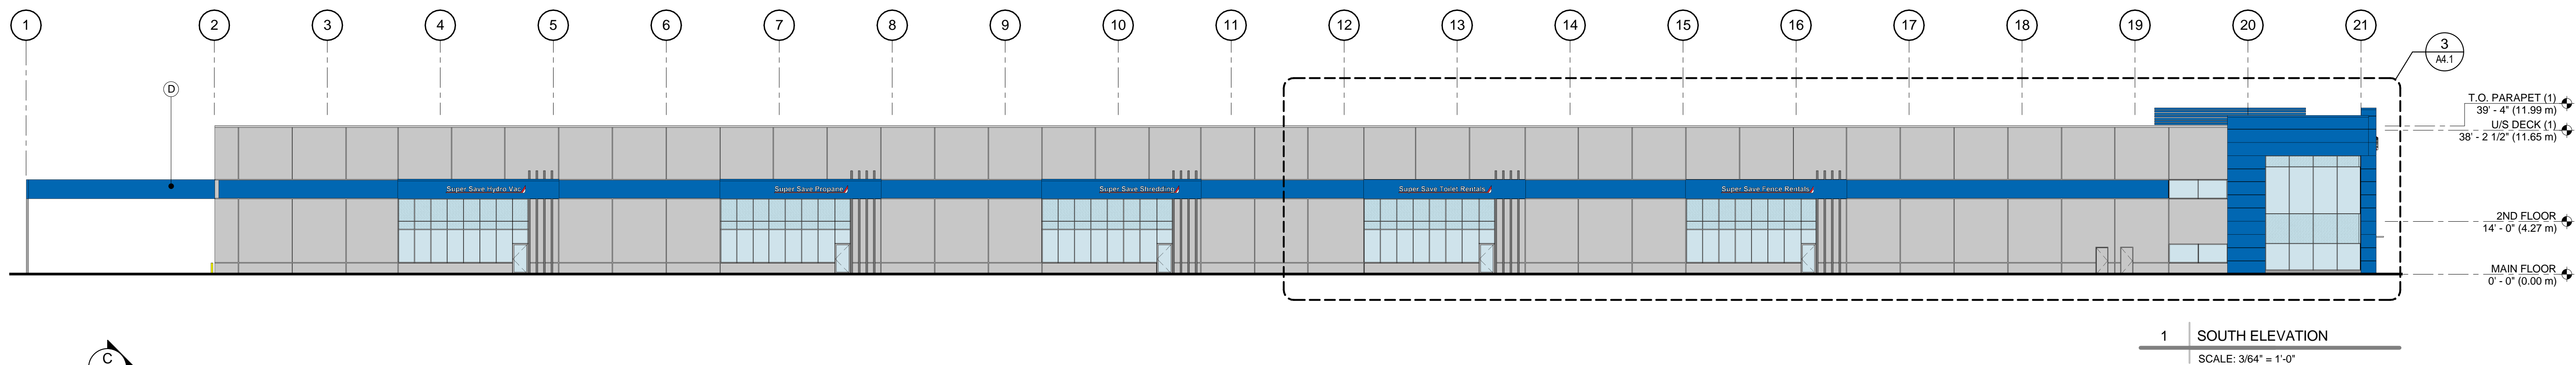 1 2 3 4 5 6 7 8 9 10 11 12 13 14 15 16 17 18 19 20 21
3
A4.1
D
T.O. PARAPET (1)
39' - 4" (11.99 m)
U/S DECK (1)
38' - 2 1/2" (11.65 m)
Super Save Hydro Vac Super Save Propane Super Save Shredding Super Save Toilet Rentals Super Save Fence Rentals
2ND FLOOR
14' - 0" (4.27 m)
MAIN FLOOR
0' - 0" (0.00 m)
1 SOUTH ELEVATION
SCALE: 3/64" = 1'-0"
C